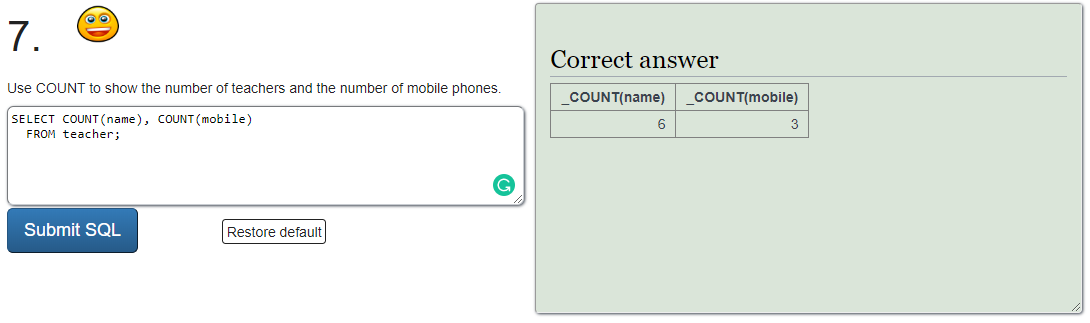 7.
Use COUNT to show the number of teachers and the number of mobile phones.
SELECT COUNT(name), COUNT(mobile)
FROM teacher;
Submit SQL
Restore default
Correct answer
_COUNT(name) _COUNT(mobile)
6 3